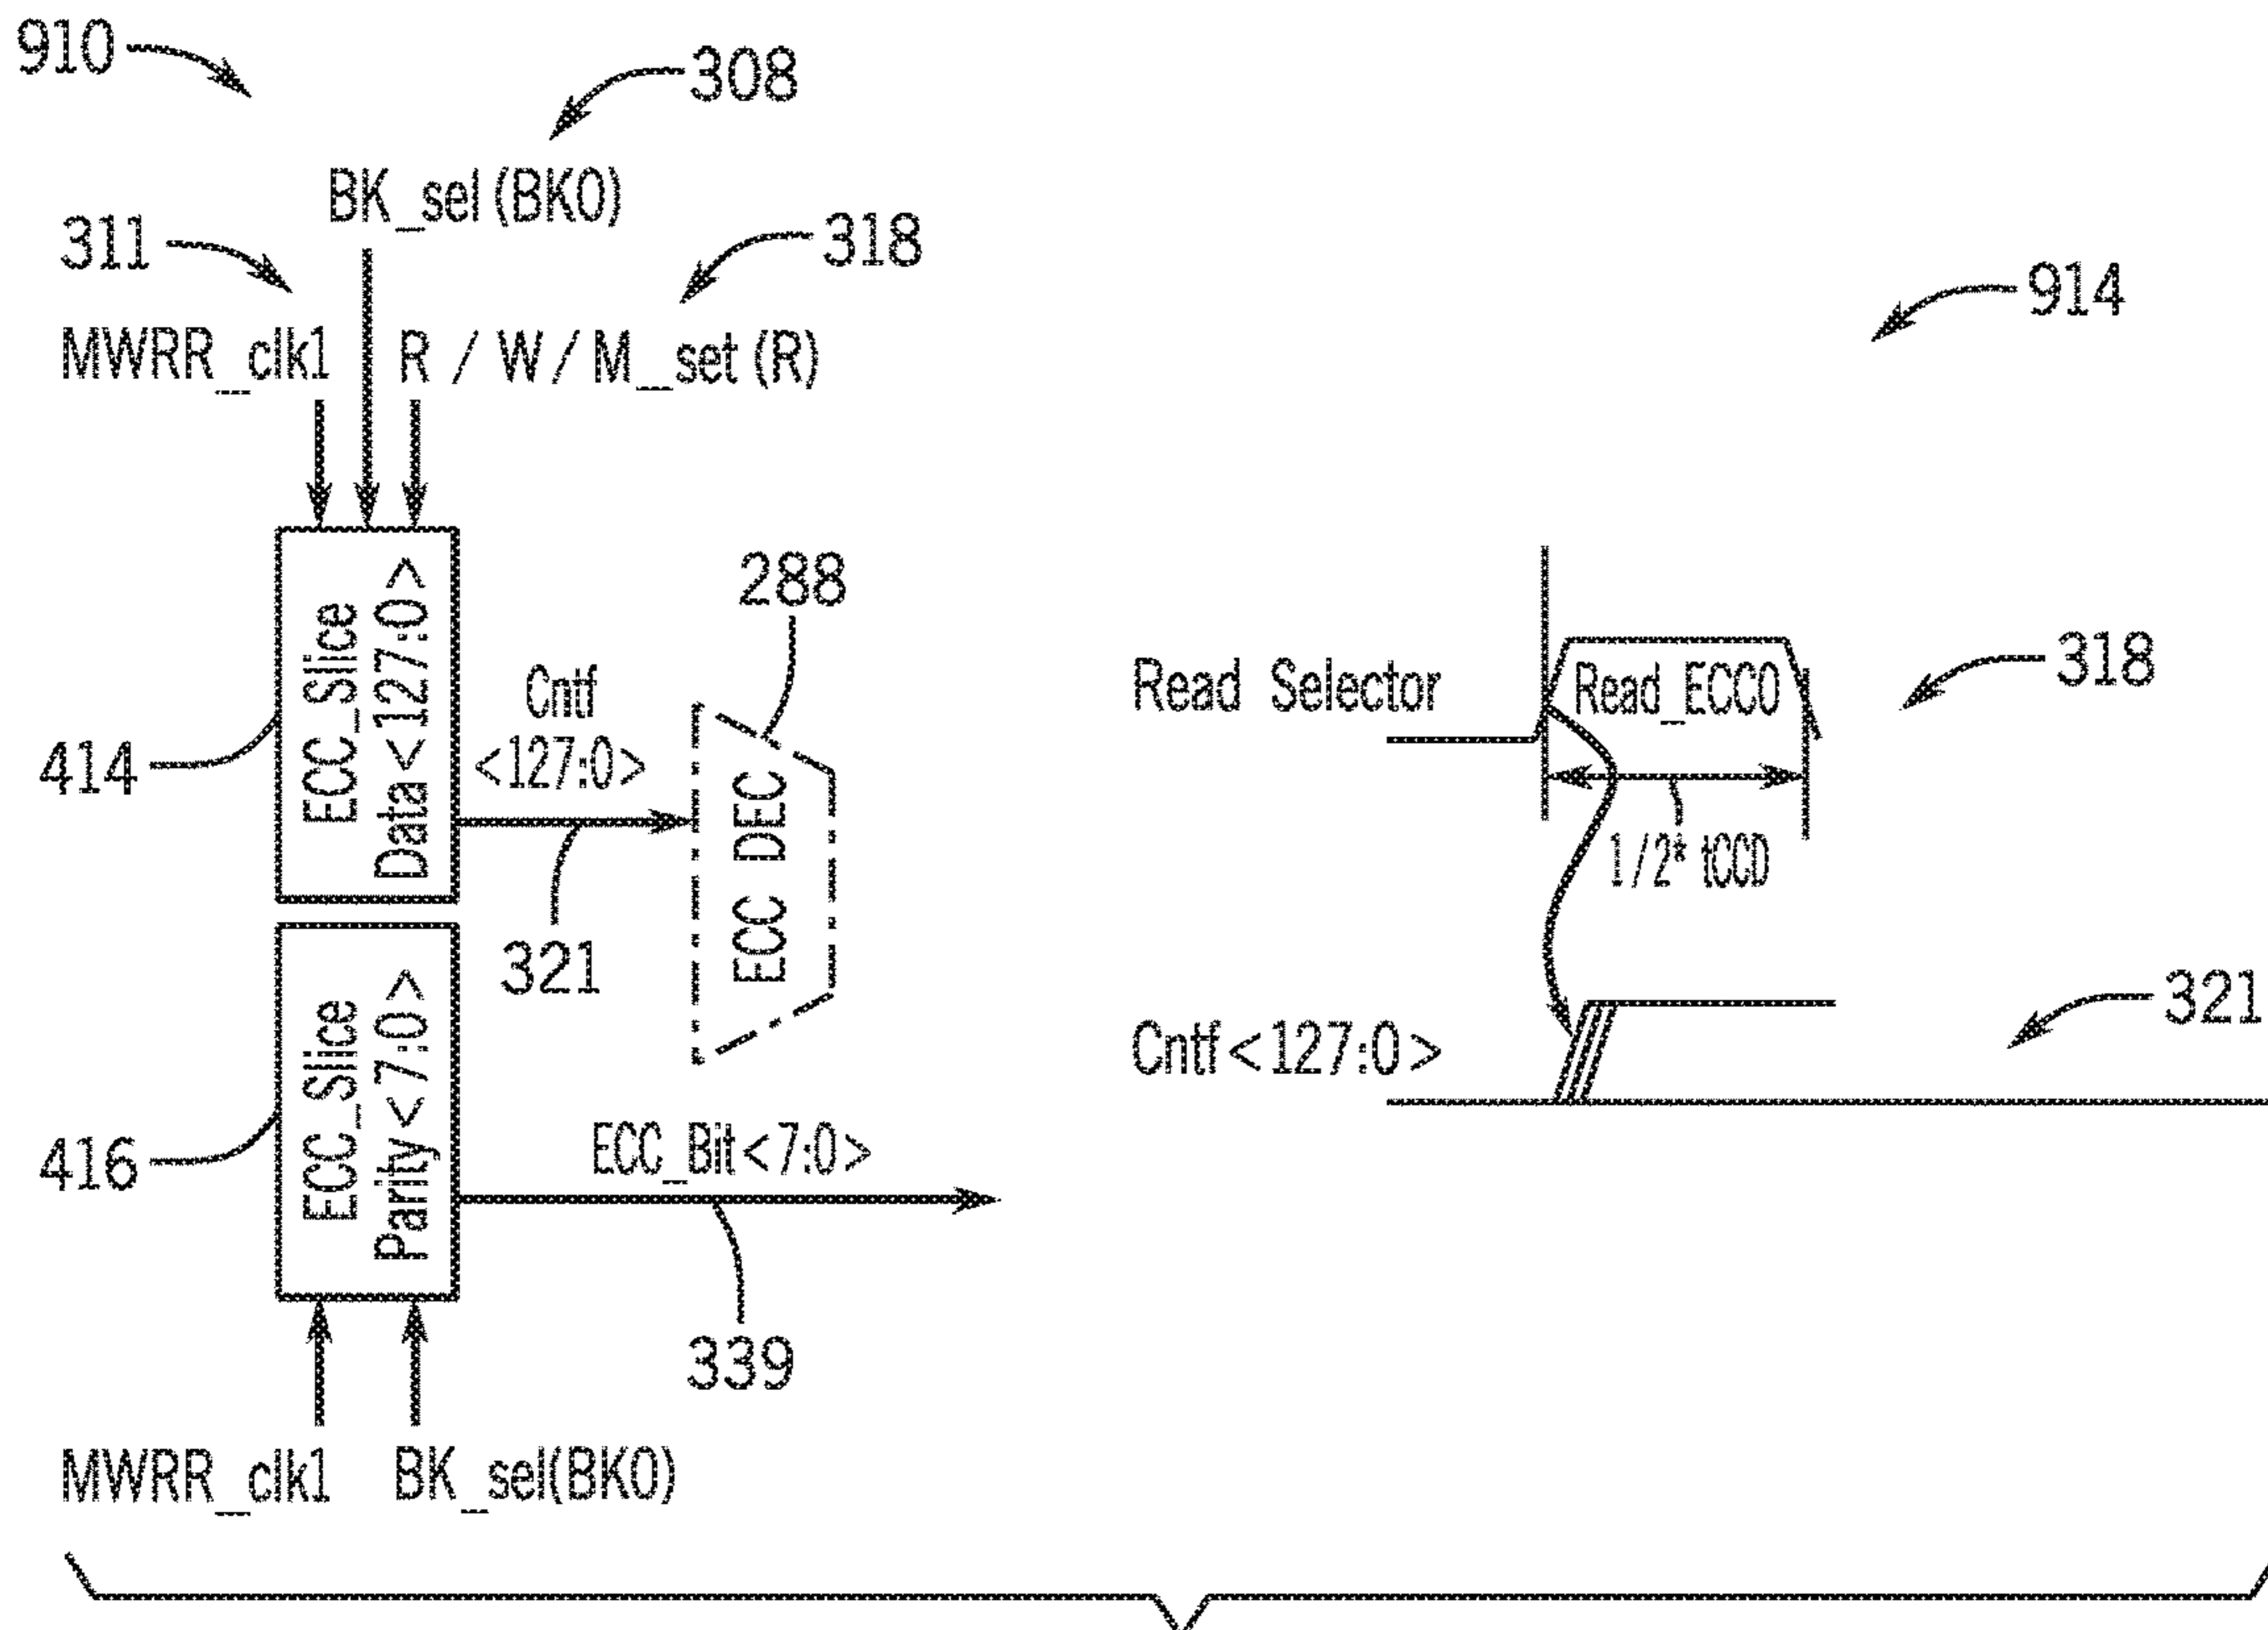 910
308
BK_sel (BK0)
311
318
914
MWRR_clk1
R / W / M_set (R)
ECC_Slice
Data<127:0>
414
288
Cntf
<127:0>
321
ECC DEC
ECC_Slice
Parity<7:0>
416
ECC_Bit<7:0>
339
MWRR_clk1
BK_sel(BK0)
Read Selector
Read_ECC0
318
1/2* tCCD
Cntf<127:0>
321